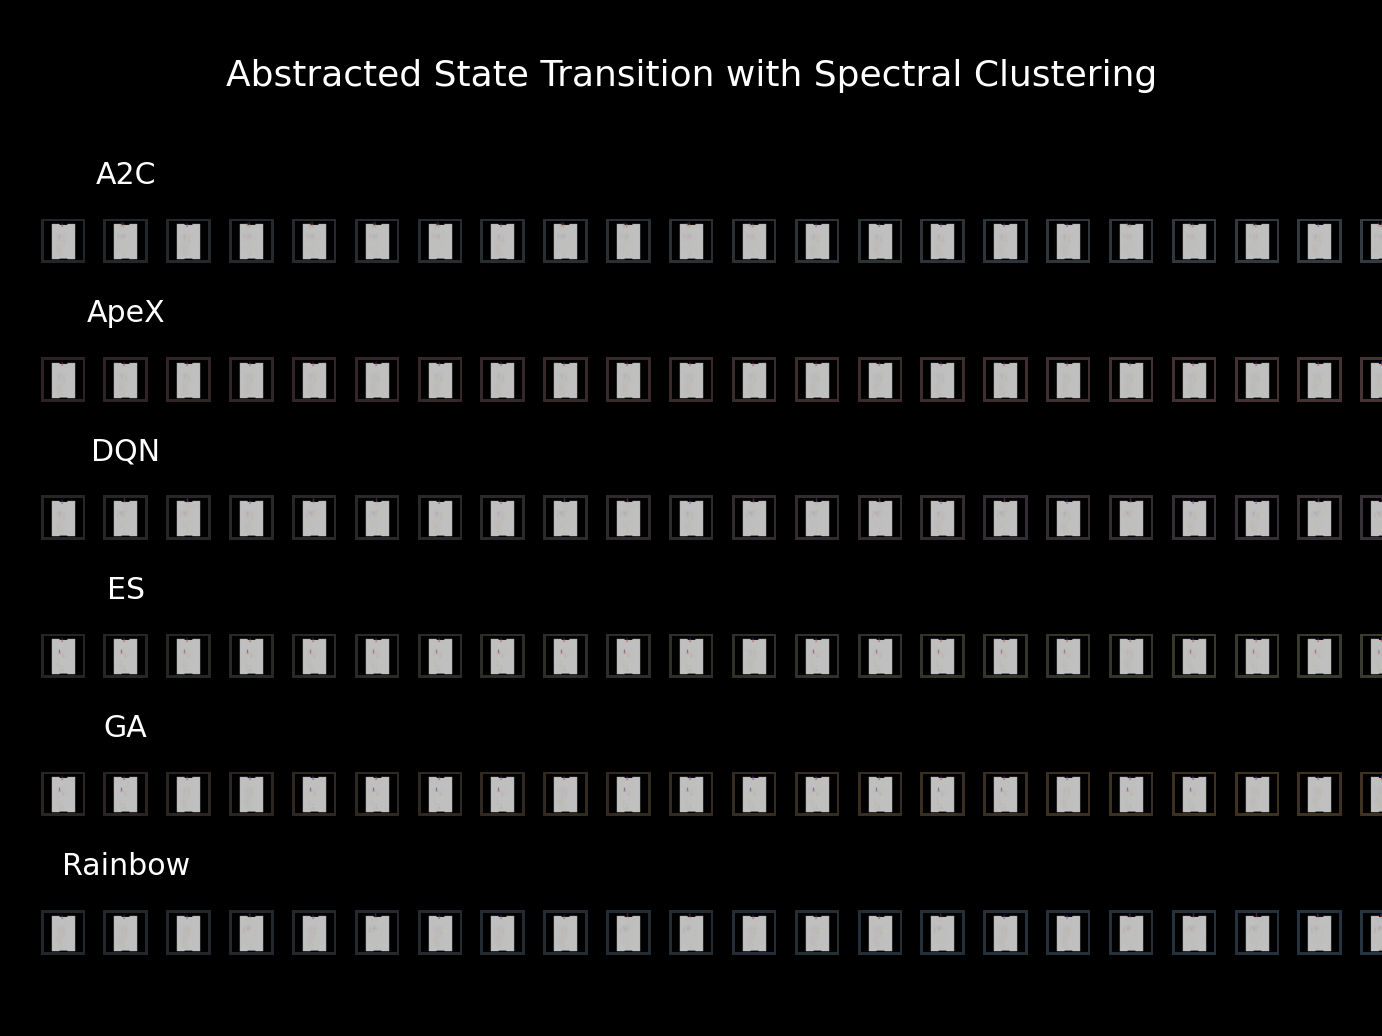 Abstracted State Transition with Spectral Clustering
A2C
ApeX
DQN
ES
GA
Rainbow